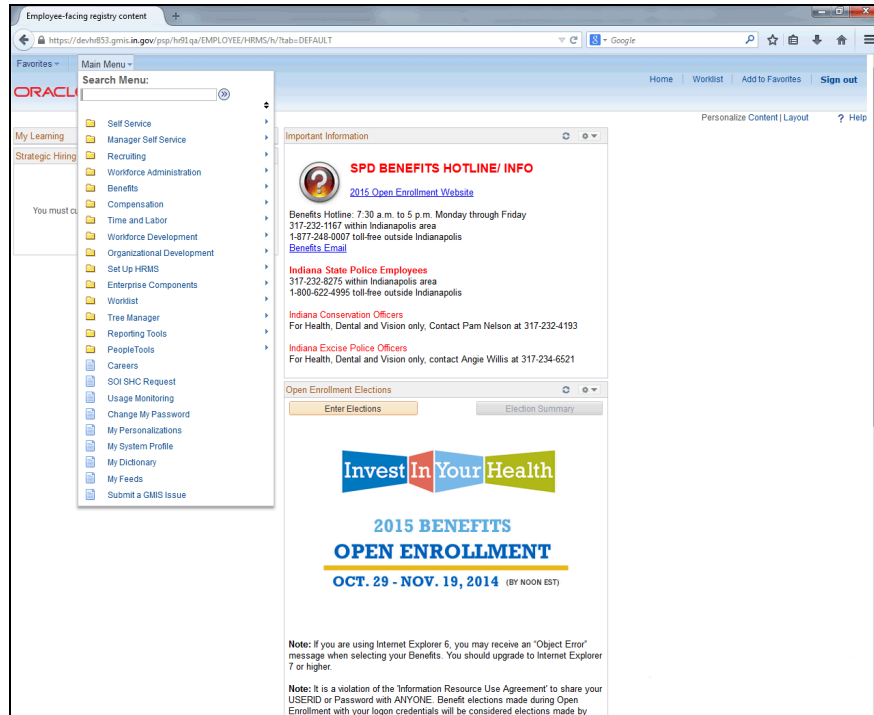 Employee-facing registry content
https://devhr853.gmis.in.gov/psp/hr91qa/EMPLOYEE/HRMS/h/?tab=DEFAULT
Google
Favorites
Main Menu
Home
Worklist
Add to Favorites
Sign out
ORACL
Search Menu:
Personalize Content | Layout
? Help
Self Service
Manager Self Service
Recruiting
Workforce Administration
Benefits
Compensation
Time and Labor
Workforce Development
Organizational Development
Set Up HRMS
Enterprise Components
Worklist
Tree Manager
Reporting Tools
PeopleTools
Careers
SOI SHC Request
Usage Monitoring
Change My Password
My Personalizations
My System Profile
My Dictionary
My Feeds
Submit a GMIS Issue
My Learning
Strategic Hiring
You must cu
Important Information
SPD BENEFITS HOTLINE/ INFO
2015 Open Enrollment Website
Benefits Hotline: 7:30 a.m. to 5 p.m. Monday through Friday
317-232-1167 within Indianapolis area
1-877-248-0007 toll-free outside Indianapolis
Benefits Email
Indiana State Police Employees
317-232-8275 within Indianapolis area
1-800-622-4995 toll-free outside Indianapolis
Indiana Conservation Officers
For Health, Dental and Vision only, Contact Pam Nelson at 317-232-4193
Indiana Excise Police Officers
For Health, Dental and Vision only, contact Angie Willis at 317-234-6521
Open Enrollment Elections
Enter Elections
Election Summary
Invest In Your Health
2015 BENEFITS
OPEN ENROLLMENT
OCT. 29 - NOV. 19, 2014 (BY NOON EST)
Note: If you are using Internet Explorer 6, you may receive an "Object Error"
message when selecting your Benefits. You should upgrade to Internet Explorer
7 or higher.
Note: It is a violation of the 'Information Resource Use Agreement' to share your
USERID or Password with ANYONE. Benefit elections made during Open
Enrollment with your logon credentials will be considered elections made by